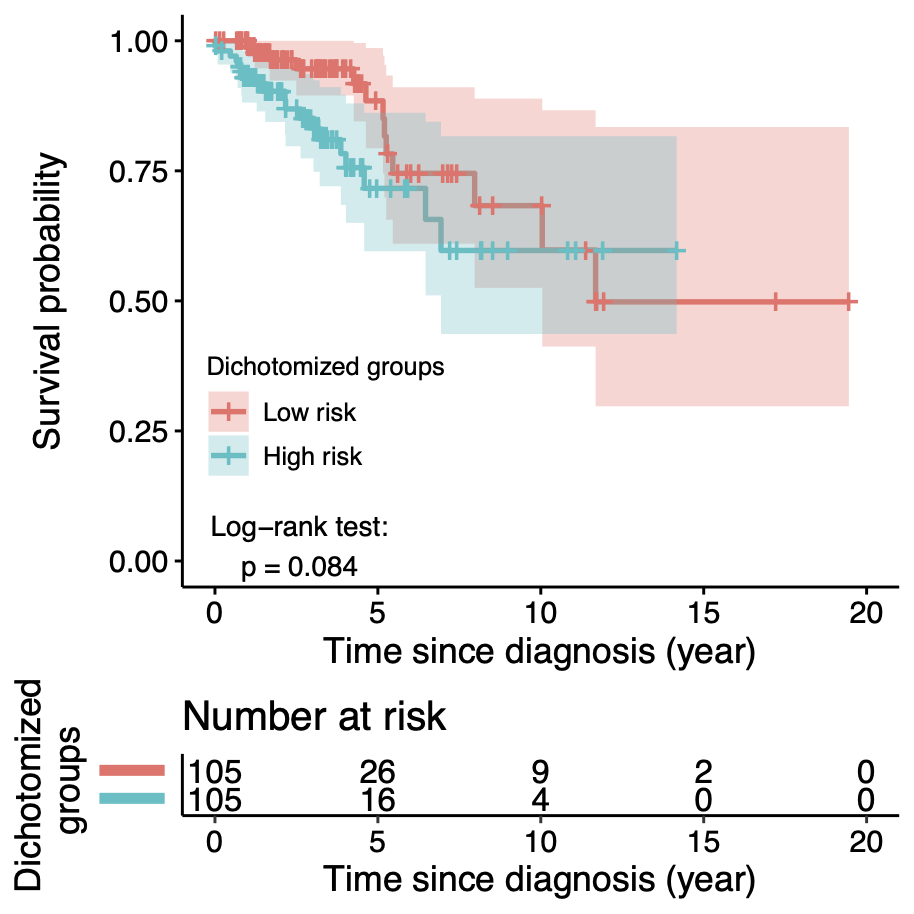 Survival probability
1.00
0.75
0.50
0.25
0.00
Dichotomized groups
Low risk
High risk
Log−rank test:
p = 0.084
0 5 10 15 20
Time since diagnosis (year)
Number at risk
Dichotomized
groups
105 26 9 2 0
105 16 4 0 0
0 5 10 15 20
Time since diagnosis (year)